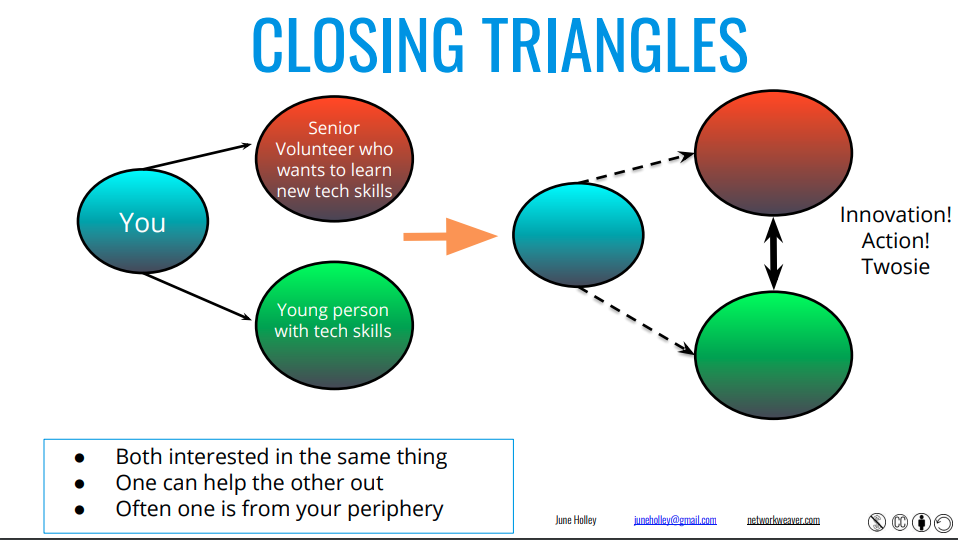 CLOSING TRIANGLES
Senior
Volunteer who
wants to learn
new tech skills
You
Young person
with tech skills
Innovation!
Action!
Twosie
● Both interested in the same thing
● One can help the other out
● Often one is from your periphery
June Holley juneholley@gmail.com networkweaver.com